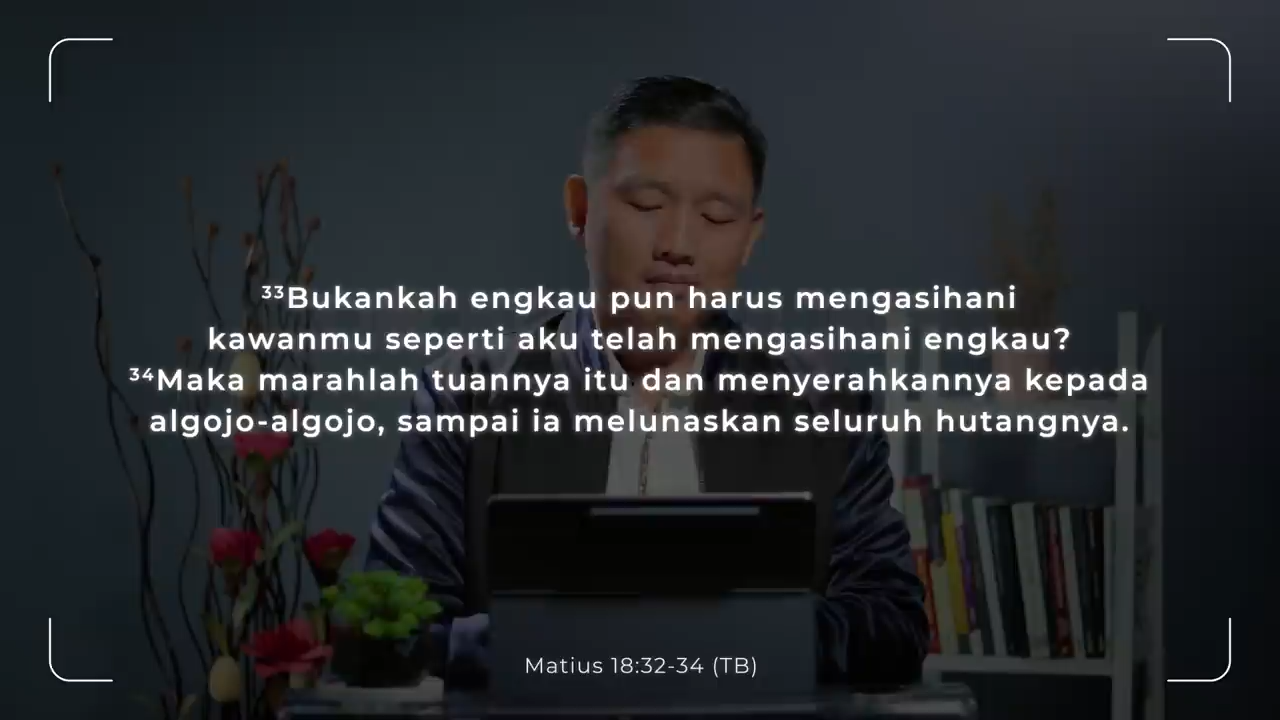 ³³Bukankah engkau pun harus mengasihani
kawanmu seperti aku telah mengasihani engkau?
³⁴Maka marahlah tuannya itu dan menyerahkannya kepada
algojo-algojo, sampai ia melunaskan seluruh hutangnya.
Matius 18:32-34 (TB)